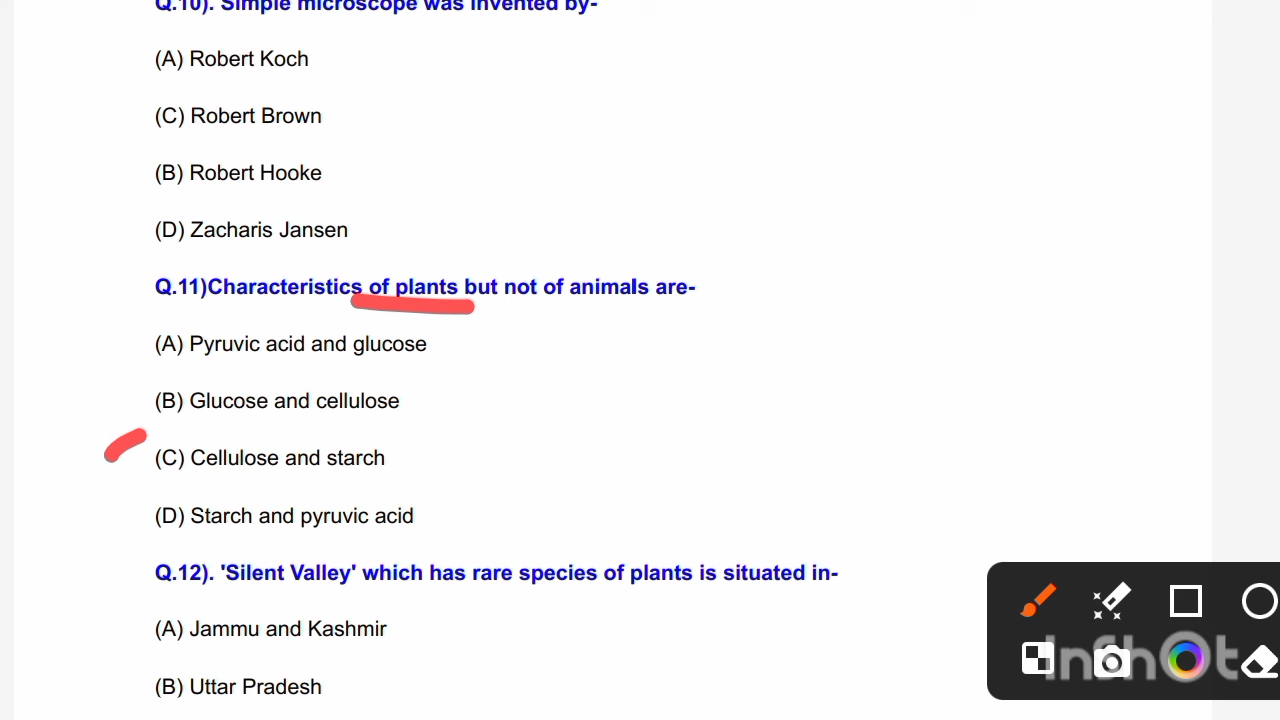 Q.10). Simple microscope was invented by-
(A) Robert Koch
(C) Robert Brown
(B) Robert Hooke
(D) Zacharis Jansen
Q.11)Characteristics of plants but not of animals are-
(A) Pyruvic acid and glucose
(B) Glucose and cellulose
(C) Cellulose and starch
(D) Starch and pyruvic acid
Q.12). 'Silent Valley' which has rare species of plants is situated in-
(A) Jammu and Kashmir
(B) Uttar Pradesh
InShOt